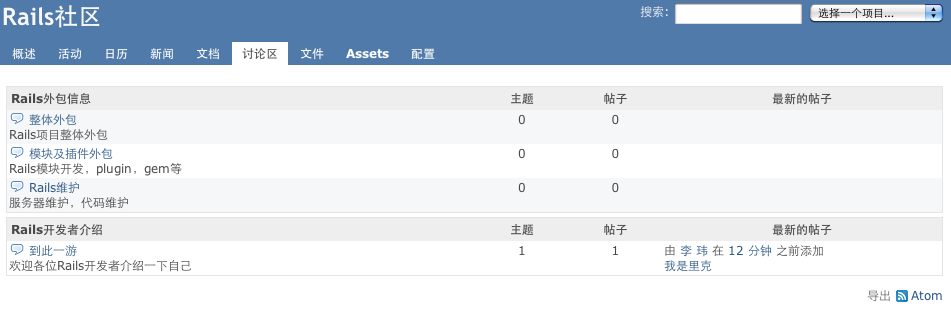 Rails社区
搜索: 选择一个项目...
概述 活动 日历 新闻 文档 讨论区 文件 Assets 配置
Rails外包信息 主题 帖子 最新的帖子
整体外包 0 0
Rails项目整体外包
模块及插件外包 0 0
Rails模块开发，plugin，gem等
Rails维护 0 0
服务器维护，代码维护
Rails开发者介绍 主题 帖子 最新的帖子
到此一游 1 1 由 李 玮 在 12 分钟 之前添加
欢迎各位Rails开发者介绍一下自己 我是里克
导出 Atom